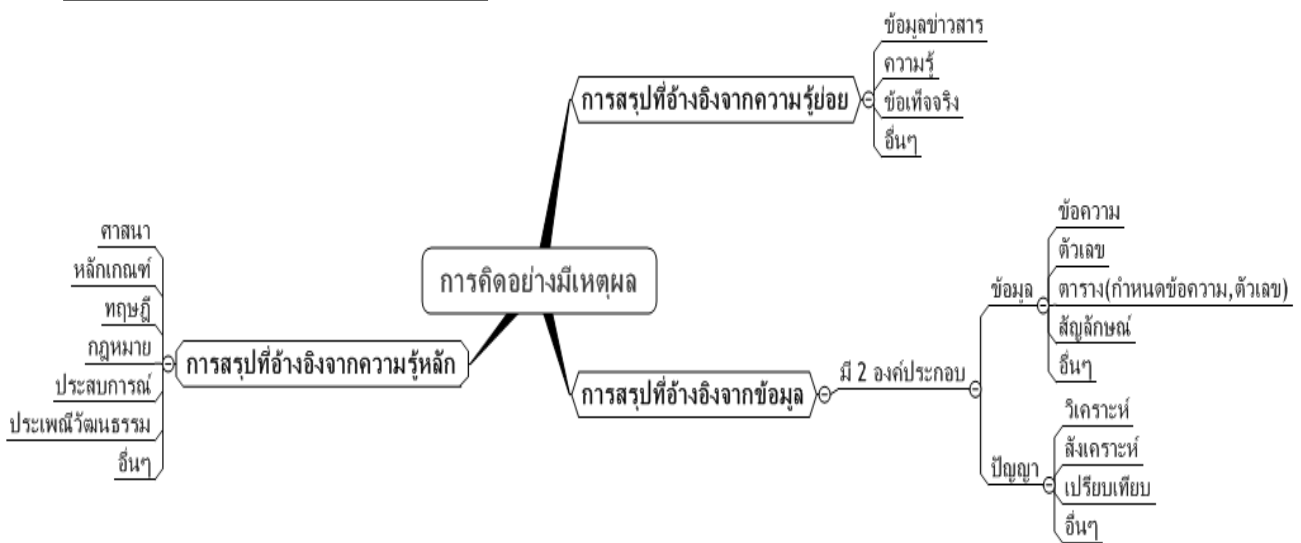 การคิดอย่างมีเหตุผล
การสรุปที่อ้างอิงจากความรู้ย่อย
ข้อมูลข่าวสาร
ความรู้
ข้อเท็จจริง
อื่นๆ
การสรุปที่อ้างอิงจากข้อมูล
มี 2 องค์ประกอบ
ข้อมูล
ข้อความ
ตัวเลข
ตาราง(กำหนดข้อความ,ตัวเลข)
สัญลักษณ์
อื่นๆ
ปัญญา
วิเคราะห์
สังเคราะห์
เปรียบเทียบ
อื่นๆ
การสรุปที่อ้างอิงจากความรู้หลัก
ศาสนา
หลักเกณฑ์
ทฤษฎี
กฎหมาย
ประสบการณ์
ประเพณีวัฒนธรรม
อื่นๆ